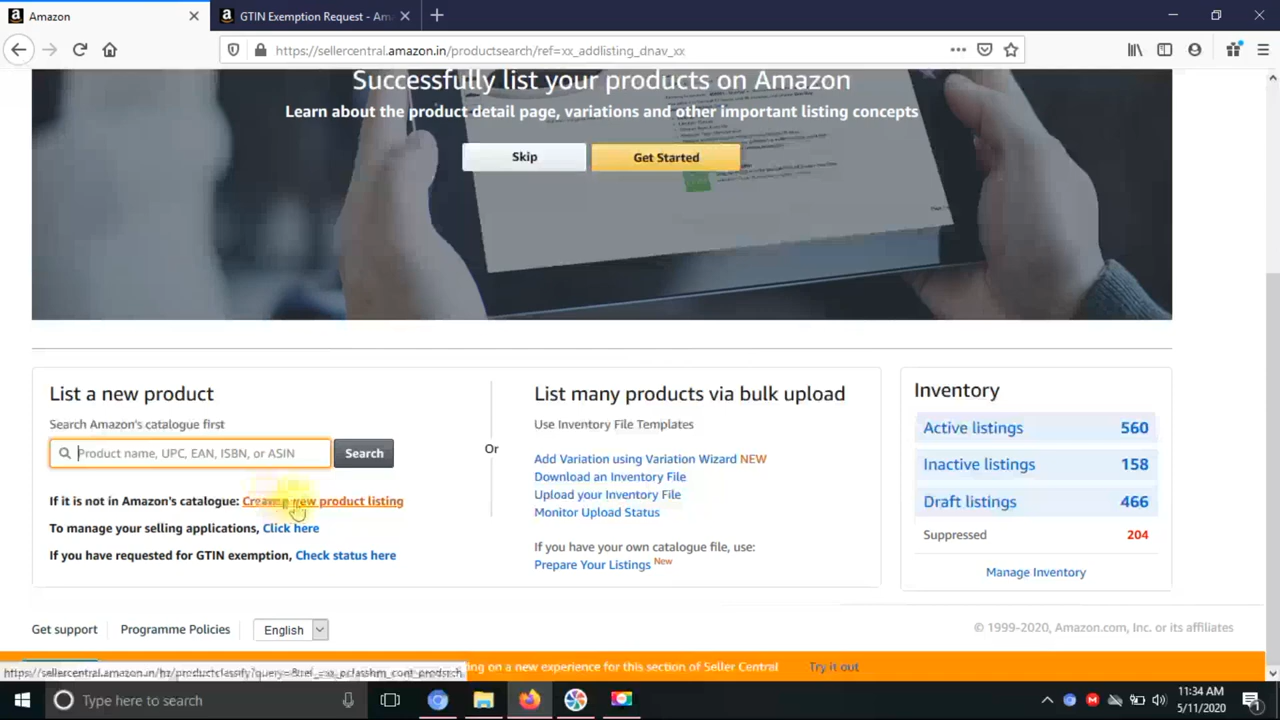 Amazon
GTIN Exemption Request - Ama
https://sellercentral.amazon.in/productsearch/ref=xx_addlisting_dnav_xx
Successfully list your products on Amazon
Learn about the product detail page, variations and other important listing concepts
Skip
Get Started
List a new product
Search Amazon's catalogue first
Product name, UPC, EAN, ISBN, or ASIN
Search
If it is not in Amazon's catalogue: Create a new product listing
To manage your selling applications, Click here
If you have requested for GTIN exemption, Check status here
Or
List many products via bulk upload
Use Inventory File Templates
Add Variation using Variation Wizard NEW
Download an Inventory File
Upload your Inventory File
Monitor Upload Status
If you have your own catalogue file, use:
Prepare Your Listings New
Inventory
Active listings 560
Inactive listings 158
Draft listings 466
Suppressed 204
Manage Inventory
Get support
Programme Policies
English
© 1999-2020, Amazon.com, Inc. or its affiliates
on a new experience for this section of Seller Central
Try it out
Type here to search
11:34 AM
5/11/2020
1